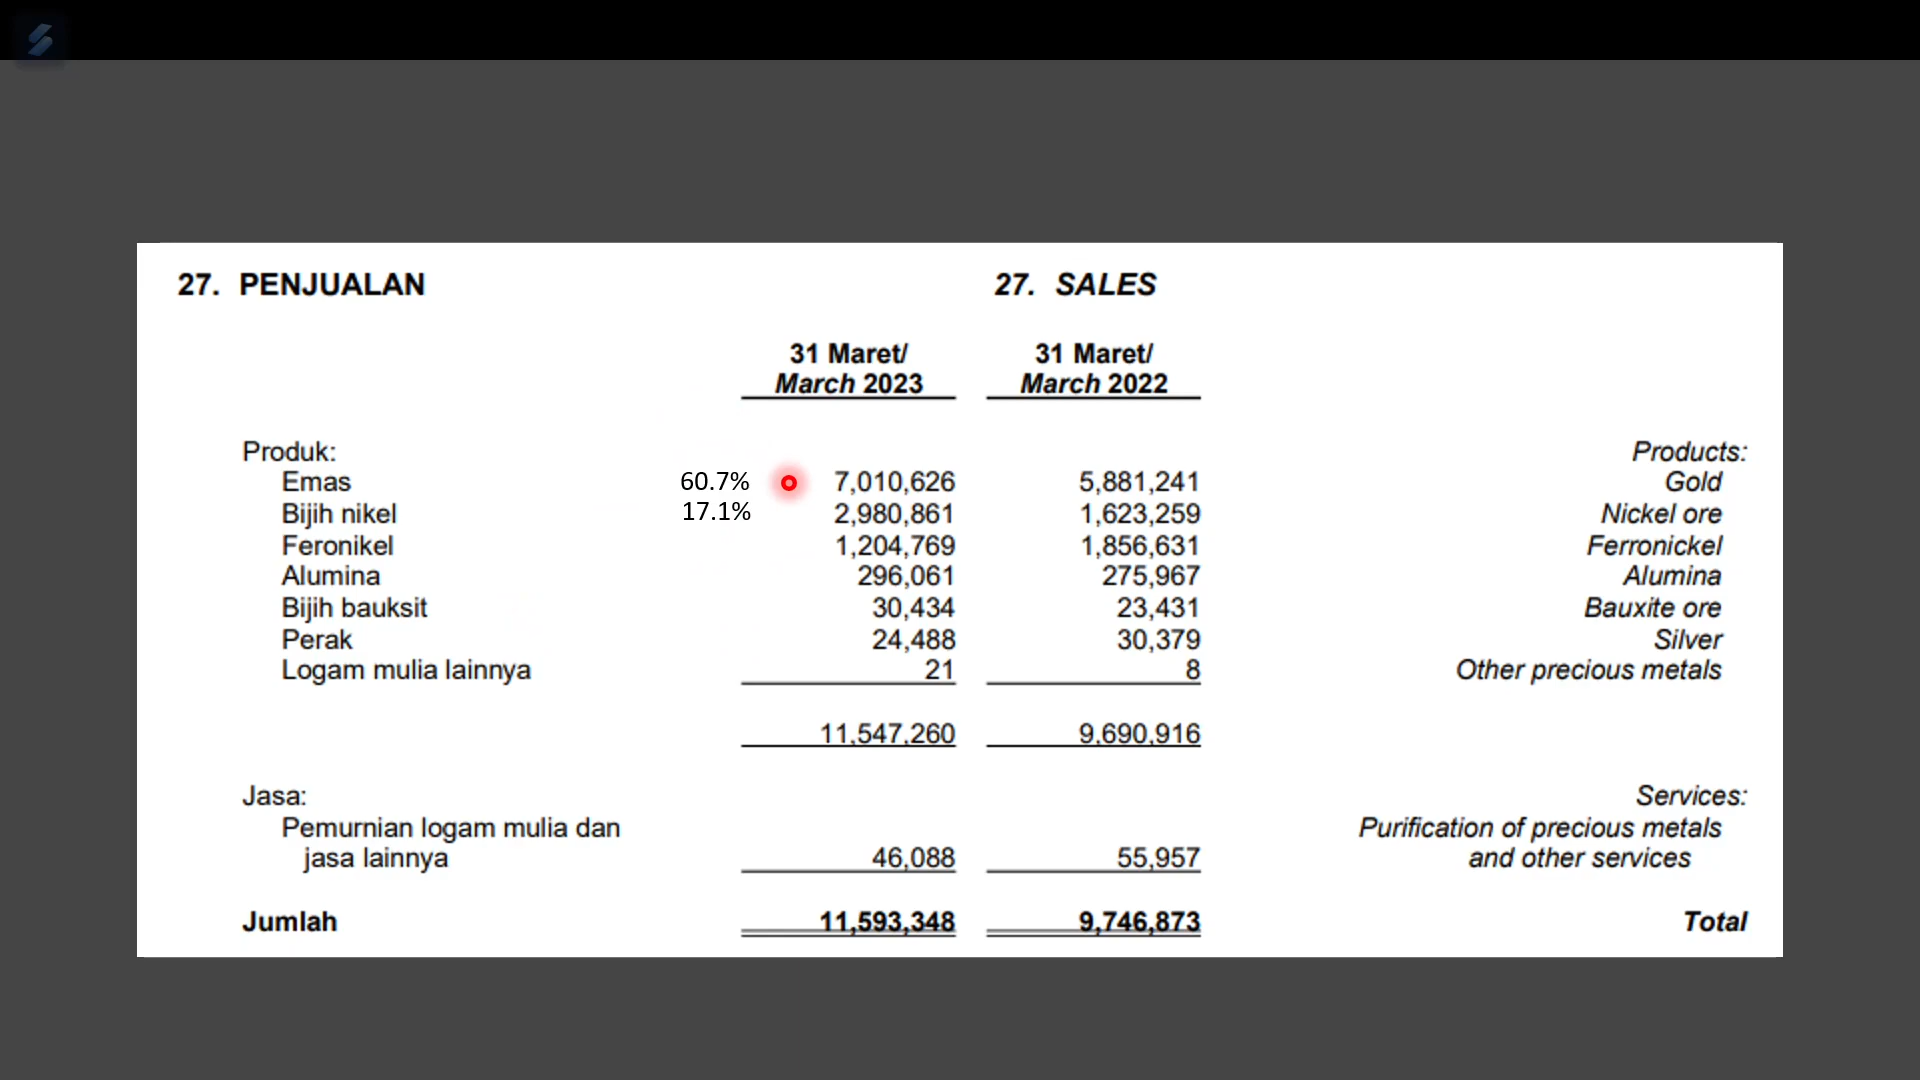 27. PENJUALAN 27. SALES
31 Maret/ 31 Maret/
March 2023 March 2022
Produk: Products:
Emas 60.7% 7,010,626 5,881,241 Gold
Bijih nikel 17.1% 2,980,861 1,623,259 Nickel ore
Feronikel 1,204,769 1,856,631 Ferronickel
Alumina 296,061 275,967 Alumina
Bijih bauksit 30,434 23,431 Bauxite ore
Perak 24,488 30,379 Silver
Logam mulia lainnya 21 8 Other precious metals
11,547,260 9,690,916
Jasa: Services:
Pemurnian logam mulia dan Purification of precious metals
jasa lainnya 46,088 55,957 and other services
Jumlah 11,593,348 9,746,873 Total